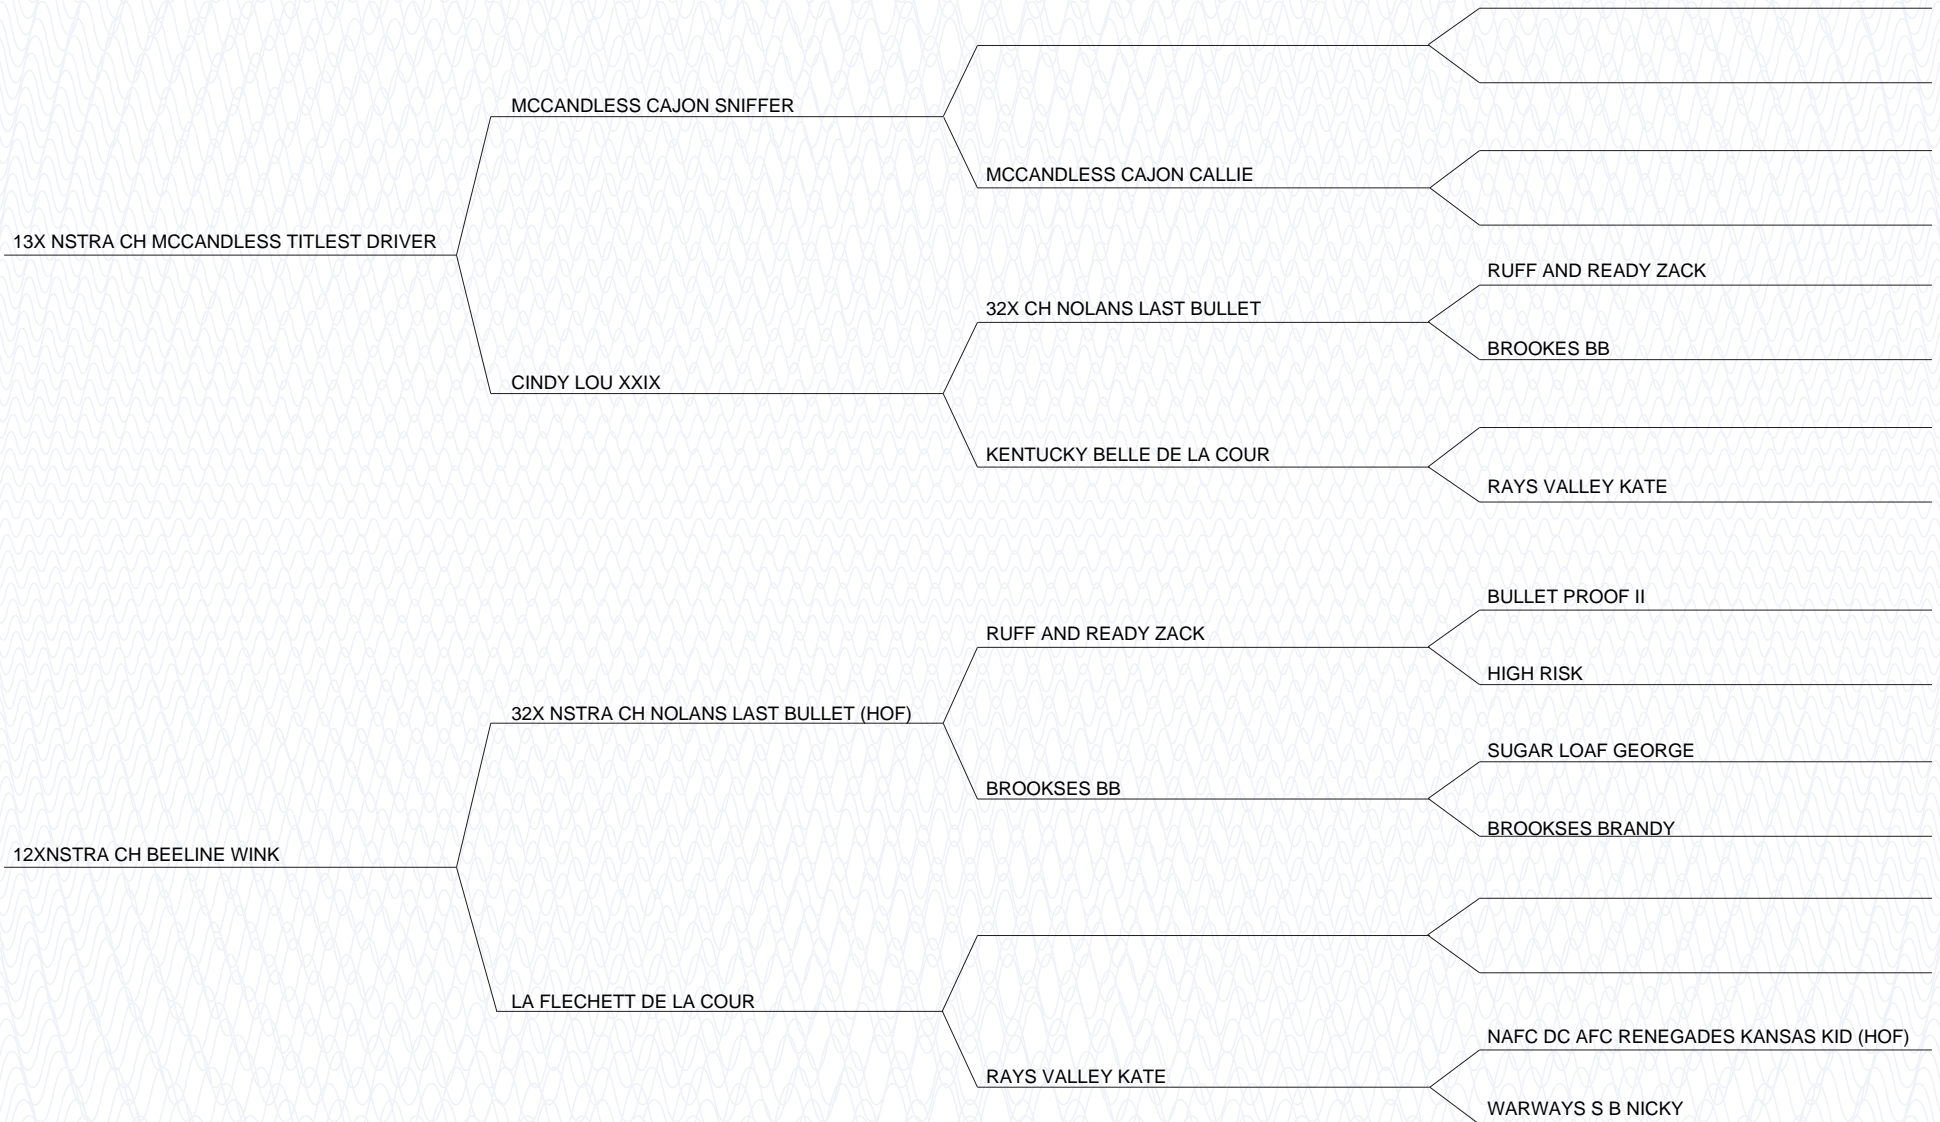 MCCANDLESS CAJON SNIFFER
MCCANDLESS CAJON CALLIE
13X NSTRA CH MCCANDLESS TITLEST DRIVER
RUFF AND READY ZACK
32X CH NOLANS LAST BULLET
BROOKES BB
CINDY LOU XXIX
KENTUCKY BELLE DE LA COUR
RAYS VALLEY KATE
BULLET PROOF II
RUFF AND READY ZACK
HIGH RISK
32X NSTRA CH NOLANS LAST BULLET (HOF)
SUGAR LOAF GEORGE
BROOKSES BB
BROOKSES BRANDY
12XNSTRA CH BEELINE WINK
LA FLECHETT DE LA COUR
NAFC DC AFC RENEGADES KANSAS KID (HOF)
RAYS VALLEY KATE
WARWAYS S B NICKY